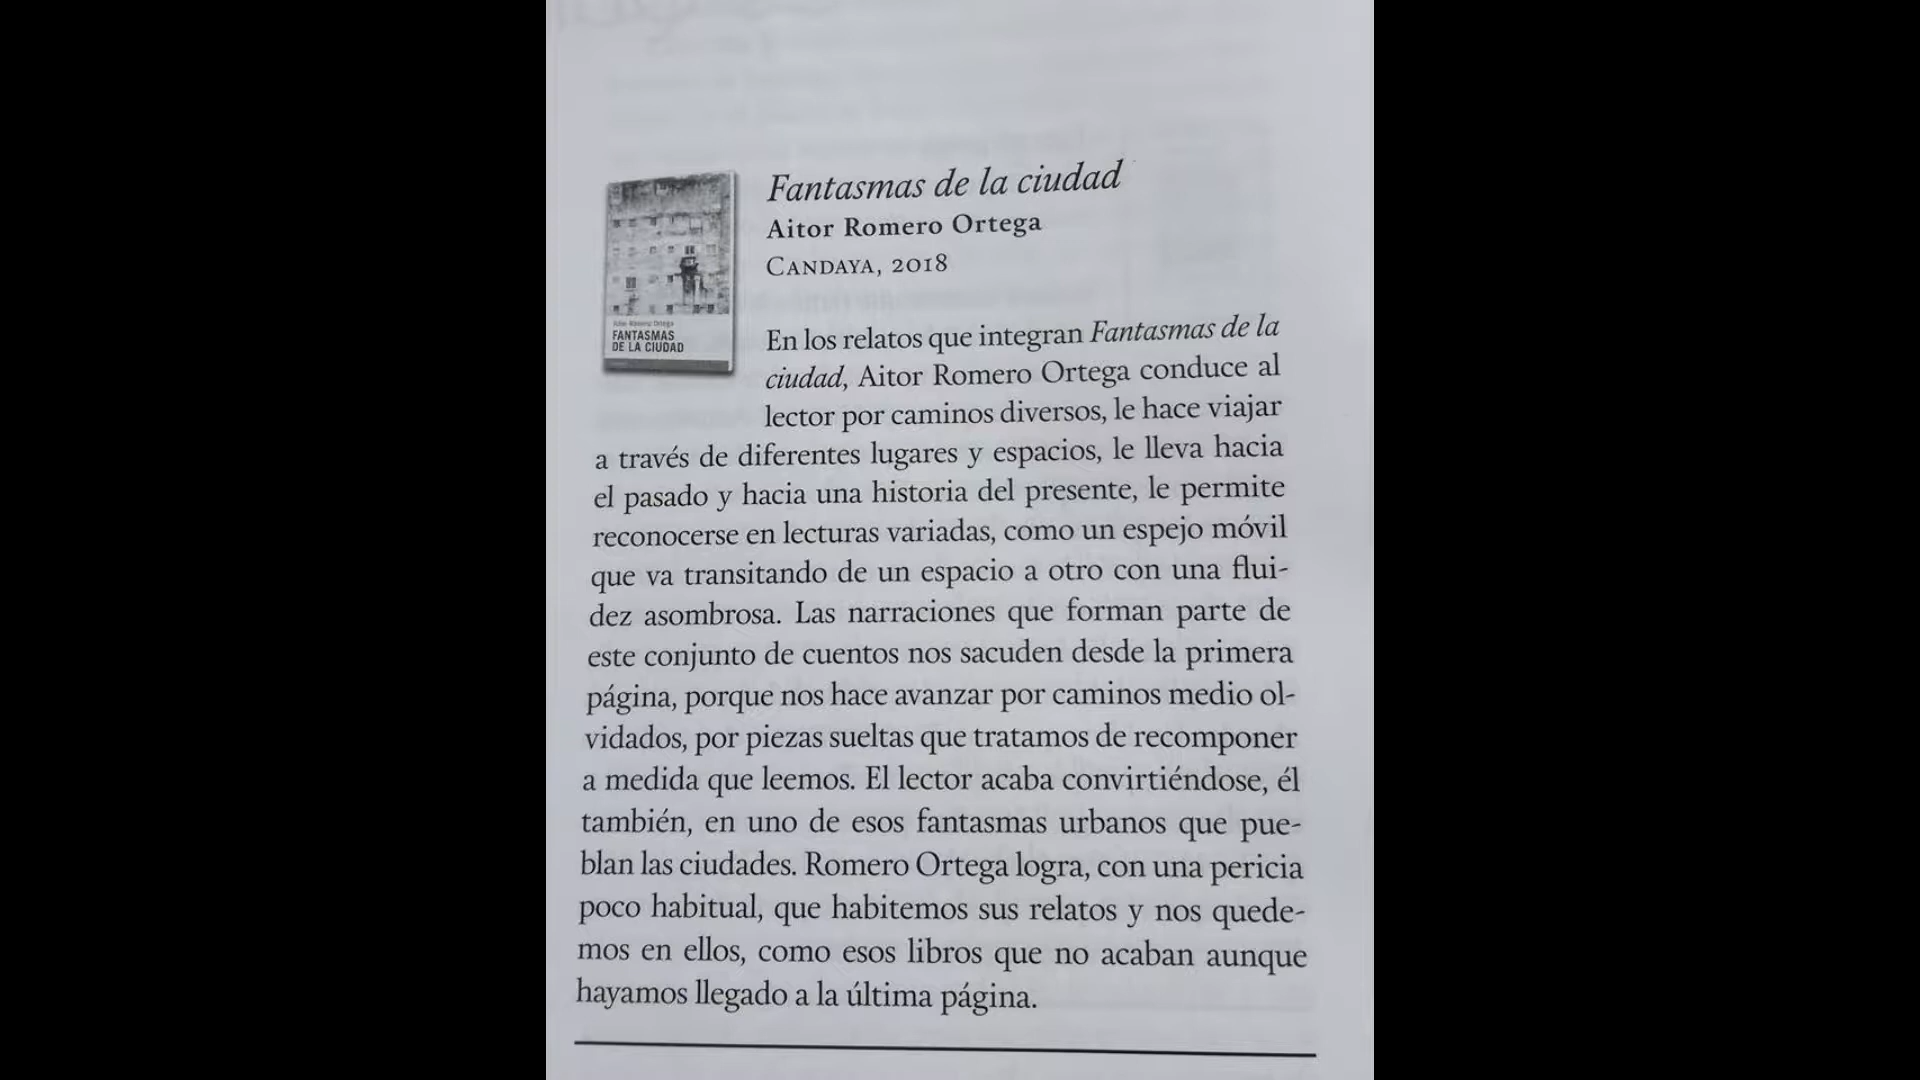 Fantasmas de la ciudad
Aitor Romero Ortega
CANDAYA, 2018
Aitor Romero Ortega
FANTASMAS
DE LA CIUDAD
En los relatos que integran Fantasmas de la
ciudad, Aitor Romero Ortega conduce al
lector por caminos diversos, le hace viajar
a través de diferentes lugares y espacios, le lleva hacia
el pasado y hacia una historia del presente, le permite
reconocerse en lecturas variadas, como un espejo móvil
que va transitando de un espacio a otro con una flui-
dez asombrosa. Las narraciones que forman parte de
este conjunto de cuentos nos sacuden desde la primera
página, porque nos hace avanzar por caminos medio ol-
vidados, por piezas sueltas que tratamos de recomponer
a medida que leemos. El lector acaba convirtiéndose, él
también, en uno de esos fantasmas urbanos que pue-
blan las ciudades. Romero Ortega logra, con una pericia
poco habitual, que habitemos sus relatos y nos quede-
mos en ellos, como esos libros que no acaban aunque
hayamos llegado a la última página.